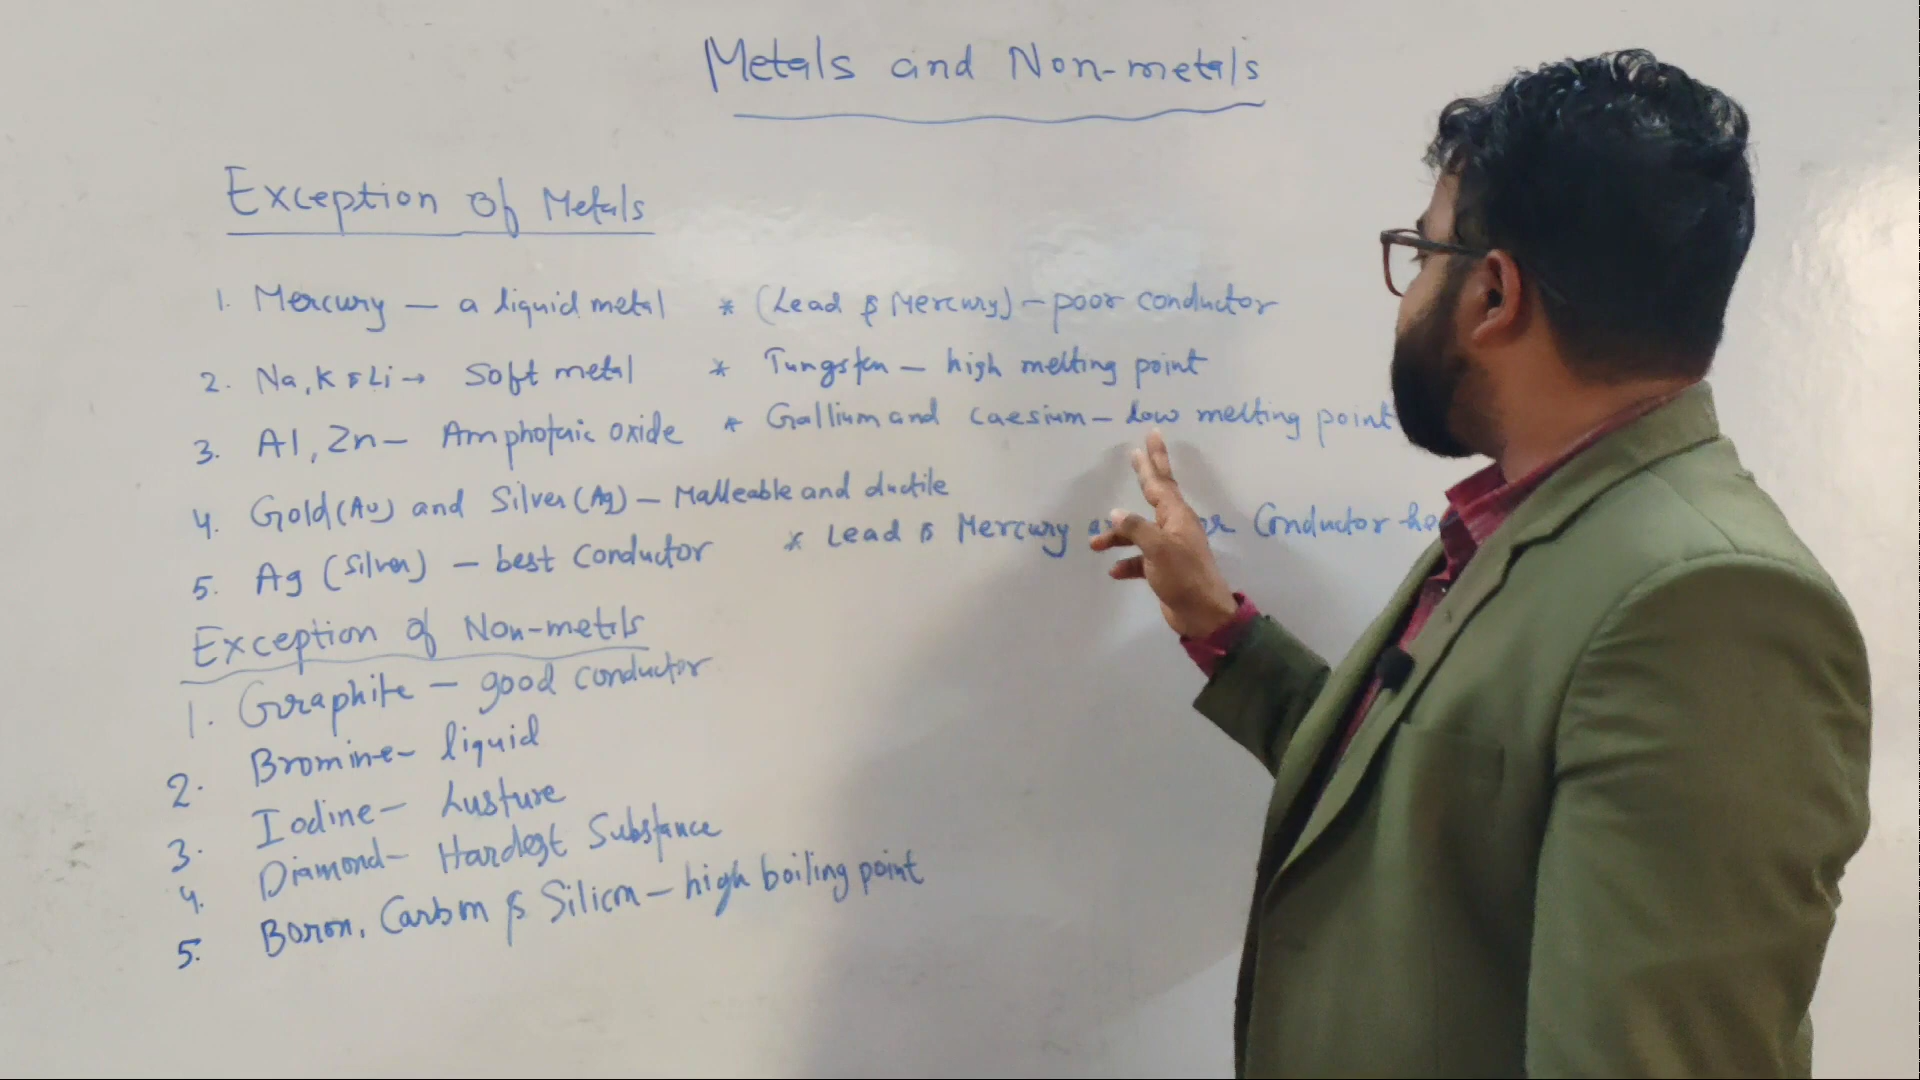 Metals and Non-metals
Exception of Metals
1. Mercury — a liquid metal * (Lead & Mercury) - poor conductor
2. Na, K & Li → Soft metal * Tungsten — high melting point
3. Al, Zn — Amphoteric oxide * Gallium and Caesium — Low melting point
4. Gold (Au) and Silver (Ag) — Malleable and ductile
* Lead & Mercury Conductor
5. Ag (Silver) — best Conductor
Exception of Non-metals
1. Graphite — good conductor
2. Bromine — liquid
3. Iodine — Lusture
4. Diamond — Hardest Substance
5. Boron, Carbon & Silicon — high boiling point